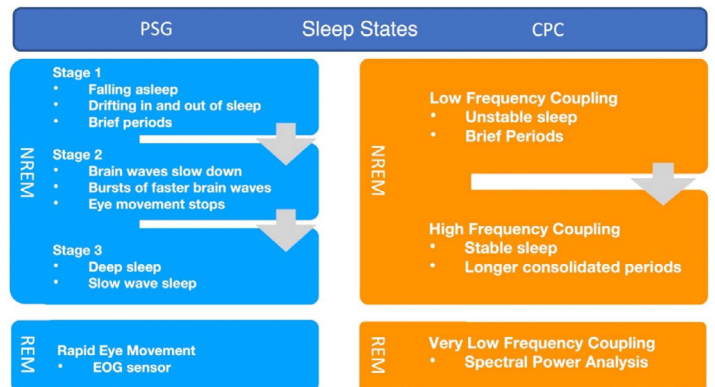 PSG Sleep States CPC
NREM
Stage 1
• Falling asleep
• Drifting in and out of sleep
• Brief periods
Stage 2
• Brain waves slow down
• Bursts of faster brain waves
• Eye movement stops
Stage 3
• Deep sleep
• Slow wave sleep
REM
Rapid Eye Movement
• EOG sensor
NREM
Low Frequency Coupling
• Unstable sleep
• Brief Periods
High Frequency Coupling
• Stable sleep
• Longer consolidated periods
REM
Very Low Frequency Coupling
• Spectral Power Analysis